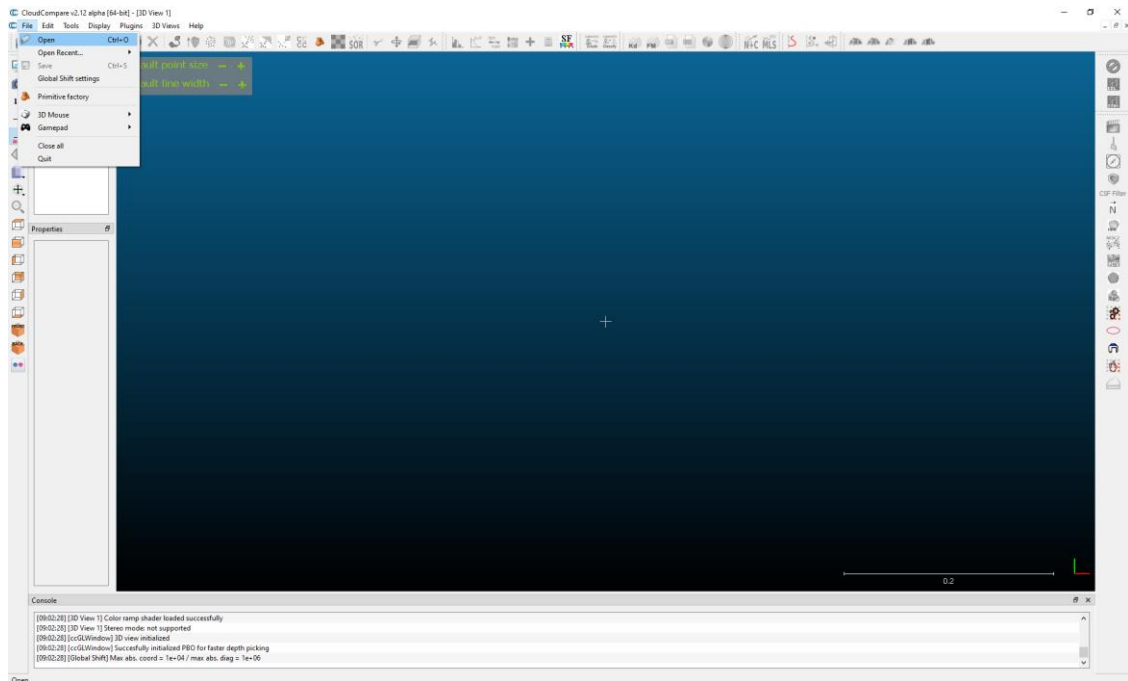 CloudCompare v2.12 alpha [64-bit] - [3D View 1]
File Edit Tools Display Plugins 3D Views Help
Open Ctrl+O
Open Recent...
Save Ctrl+S
Global Shift settings
Primitive factory
3D Mouse
Gamepad
Close all
Quit
SOR
SF
N+C MLS
ault point size − +
ault line width − +
CSF Filter
N
Properties
0.2
Console
[09:02:28] [3D View 1] Color ramp shader loaded successfully
[09:02:28] [3D View 1] Stereo mode: not supported
[09:02:28] [ccGLWindow] 3D view initialized
[09:02:28] [ccGLWindow] Succesfully initialized PBO for faster depth picking
[09:02:28] [Global Shift] Max abs. coord = 1e+04 / max abs. diag = 1e+06
Open